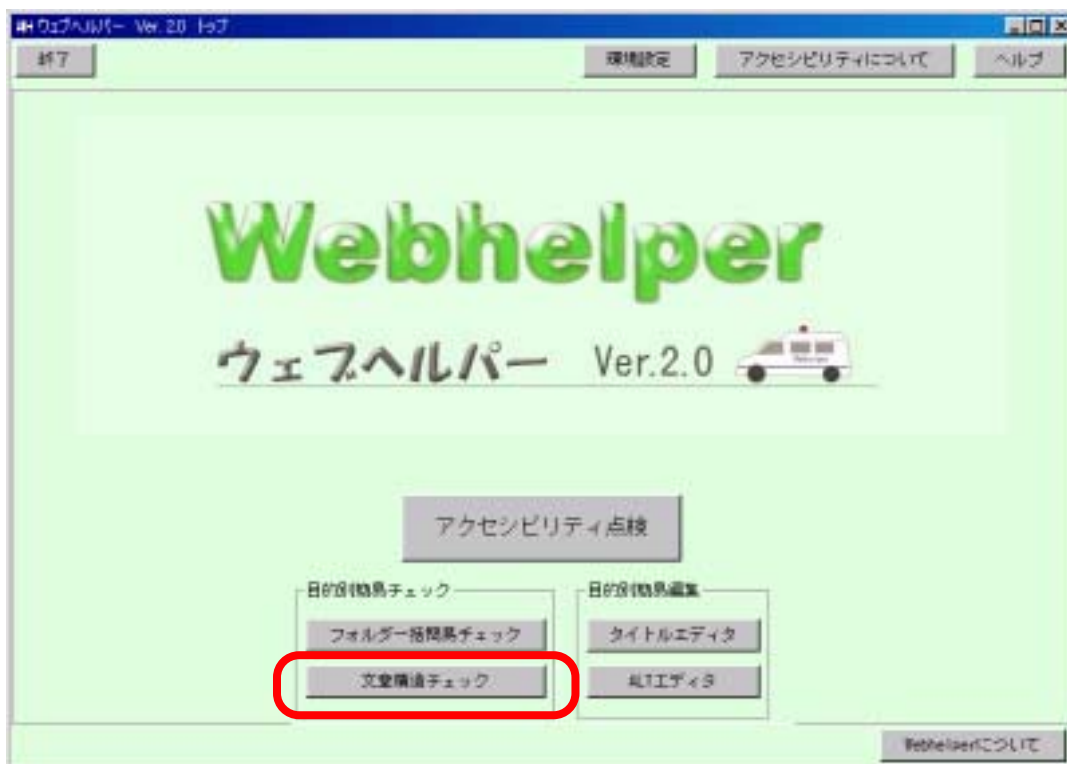 ウェブヘルパー Ver. 2.0 トップ
終了
環境設定
アクセシビリティについて
ヘルプ
Webhelper
ウェブヘルパー Ver.2.0
アクセシビリティ点検
目的別簡易チェック
目的別簡易編集
フォルダ一括簡易チェック
タイトルエディタ
文章構造チェック
ALTエディタ
Webhelperについて